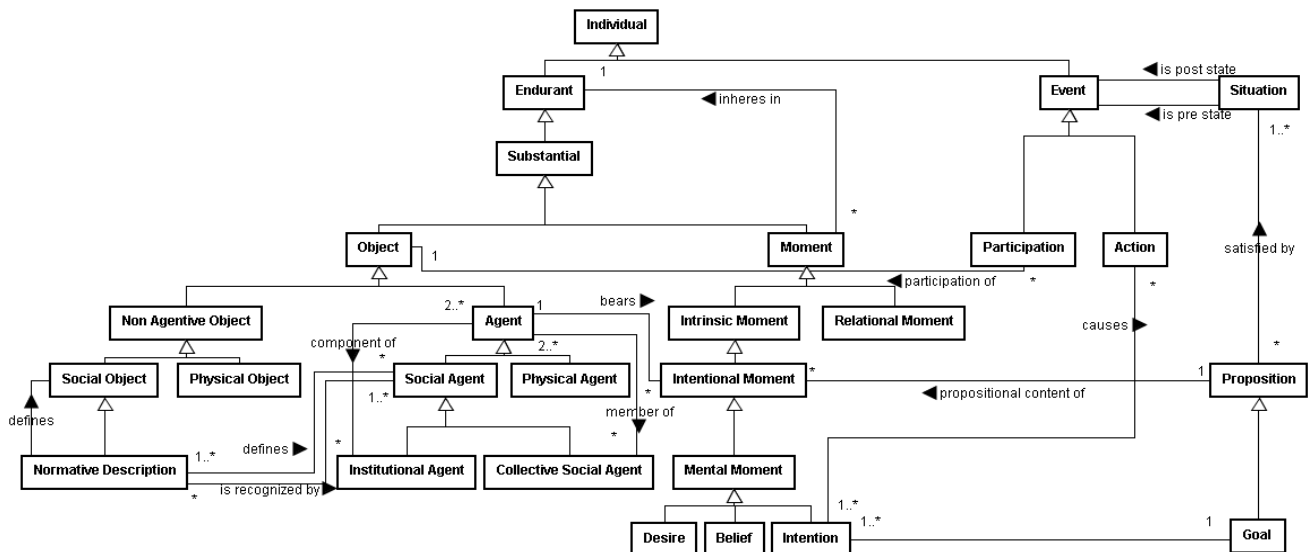 Individual
1
Endurant
Event
◄ is post state
Situation
◄ inheres in
◄ is pre state
1..*
Substantial
*
Object
Moment
Participation
Action
satisfied by
1
◄ participation of
*
*
2..*
1
bears ►
Non Agentive Object
Agent
Intrinsic Moment
Relational Moment
causes ►
component of
*
2..*
*
Social Object
Physical Object
Social Agent
Physical Agent
Intentional Moment
*
1
Proposition
1..*
*
◄ propositional content of
defines
member of
defines ►
*
*
1..*
Normative Description
Institutional Agent
Collective Social Agent
Mental Moment
*
is recognized by ►
1..*
1..*
1
Desire
Belief
Intention
Goal